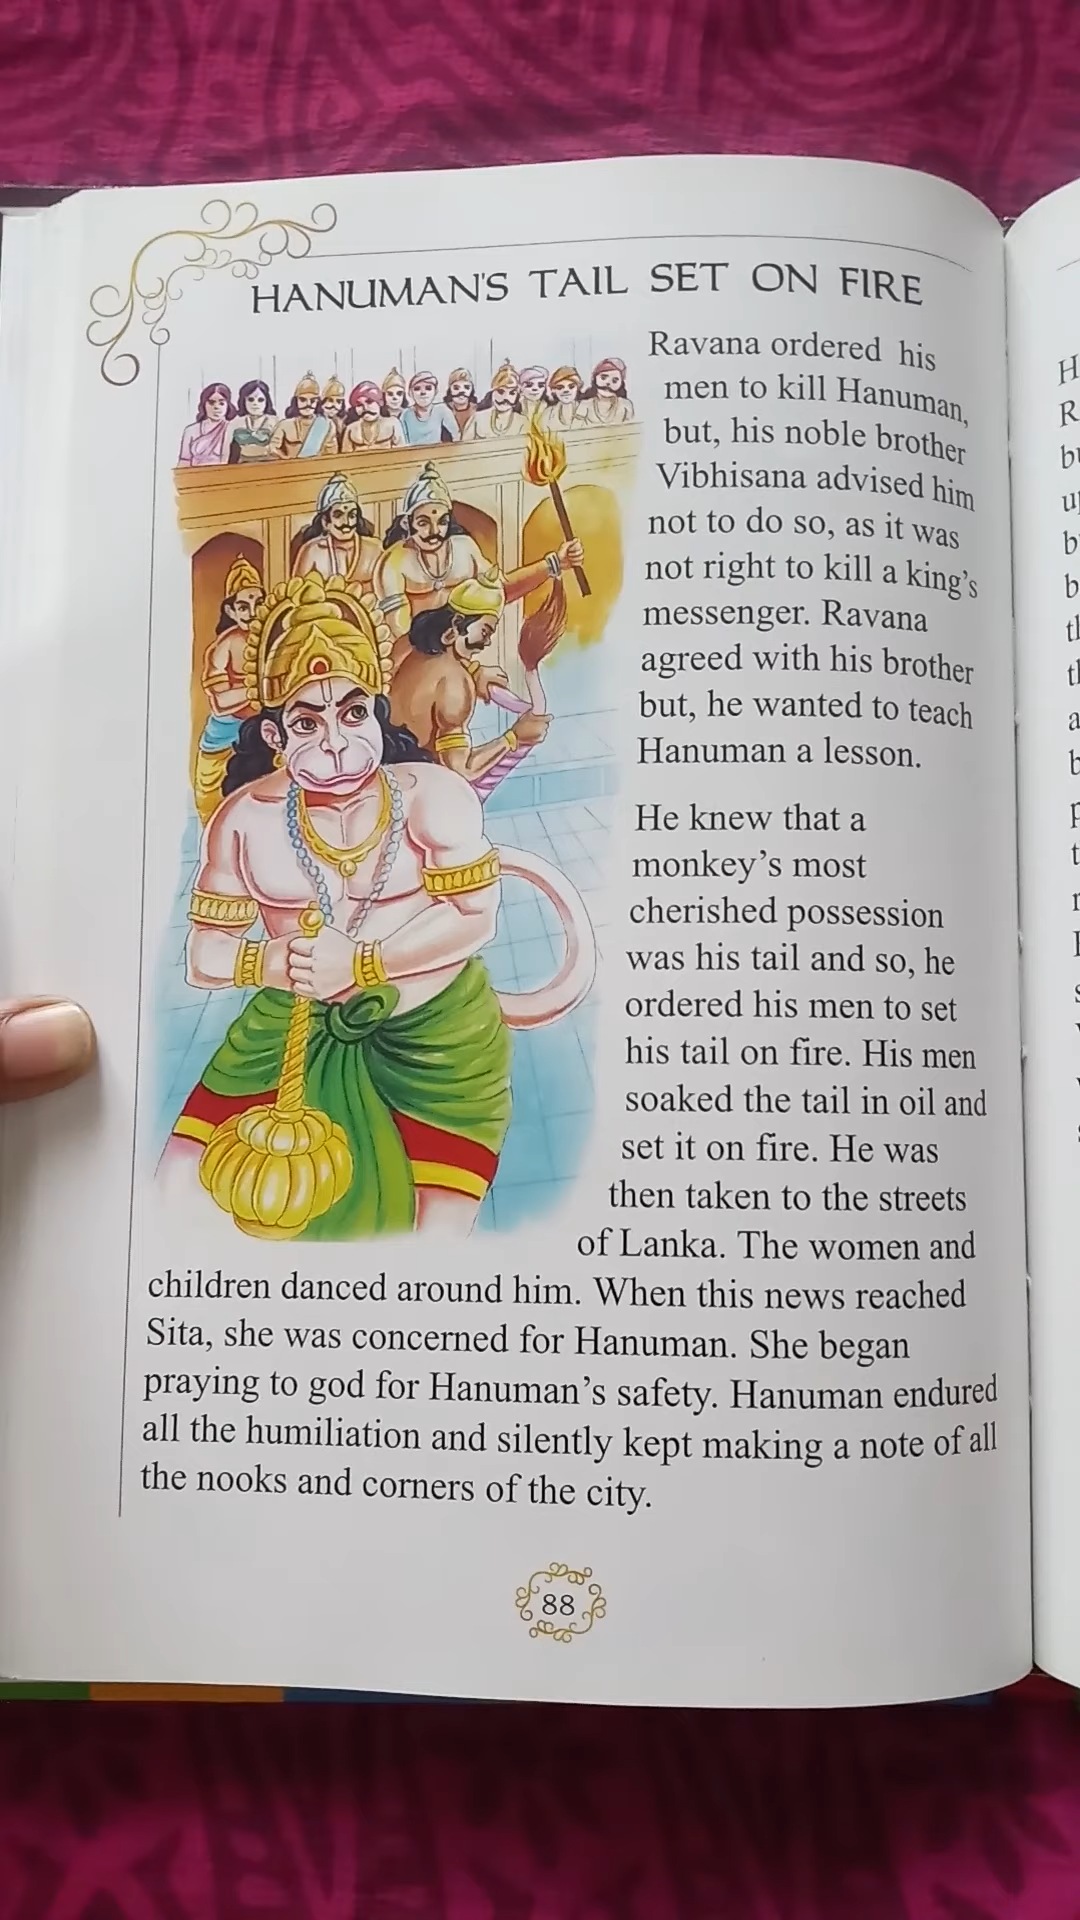 HANUMAN'S TAIL SET ON FIRE
Ravana ordered his
men to kill Hanuman,
but, his noble brother
Vibhisana advised him
not to do so, as it was
not right to kill a king's
messenger. Ravana
agreed with his brother
but, he wanted to teach
Hanuman a lesson.
He knew that a
monkey's most
cherished possession
was his tail and so, he
ordered his men to set
his tail on fire. His men
soaked the tail in oil and
set it on fire. He was
then taken to the streets
of Lanka. The women and
children danced around him. When this news reached
Sita, she was concerned for Hanuman. She began
praying to god for Hanuman's safety. Hanuman endured
all the humiliation and silently kept making a note of all
the nooks and corners of the city.
88